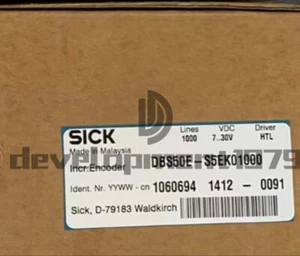 SICK
Lines VDC Driver
1000 7..30V HTL
Made in Malaysia
Incr.Encoder DBS50E-S5EK01000
Ident. Nr. YYWW - cn 1060694 1412 - 0091
Sick, D-79183 Waldkirch